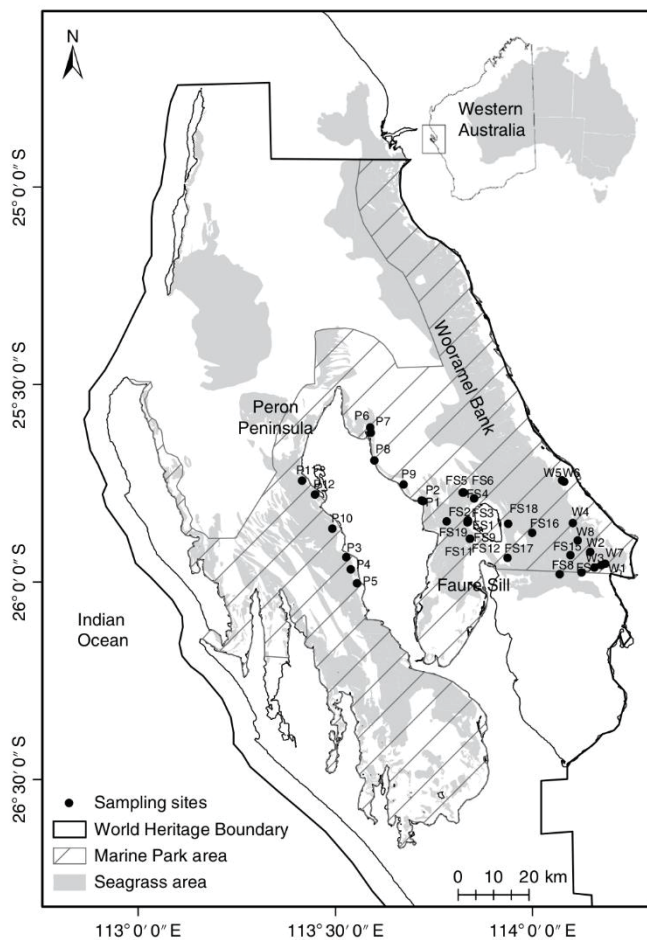 N
Western
Australia
25° 0′ 0″ S
Wooramel Bank
25° 30′ 0″ S
Peron
Peninsula
P6
P7
P8
P9
P2
P1
P12
P10
P3
P4
P5
FS5
FS6
FS4
FS3
FS19
FS9
FS11
FS12
FS18
FS16
FS17
FS15
FS8
W5
W6
W4
W8
W2
W7
W3
W1
Faure Sill
26° 0′ 0″ S
Indian
Ocean
26° 30′ 0″ S
Sampling sites
World Heritage Boundary
Marine Park area
Seagrass area
0 10 20 km
113° 0′ 0″ E
113° 30′ 0″ E
114° 0′ 0″ E